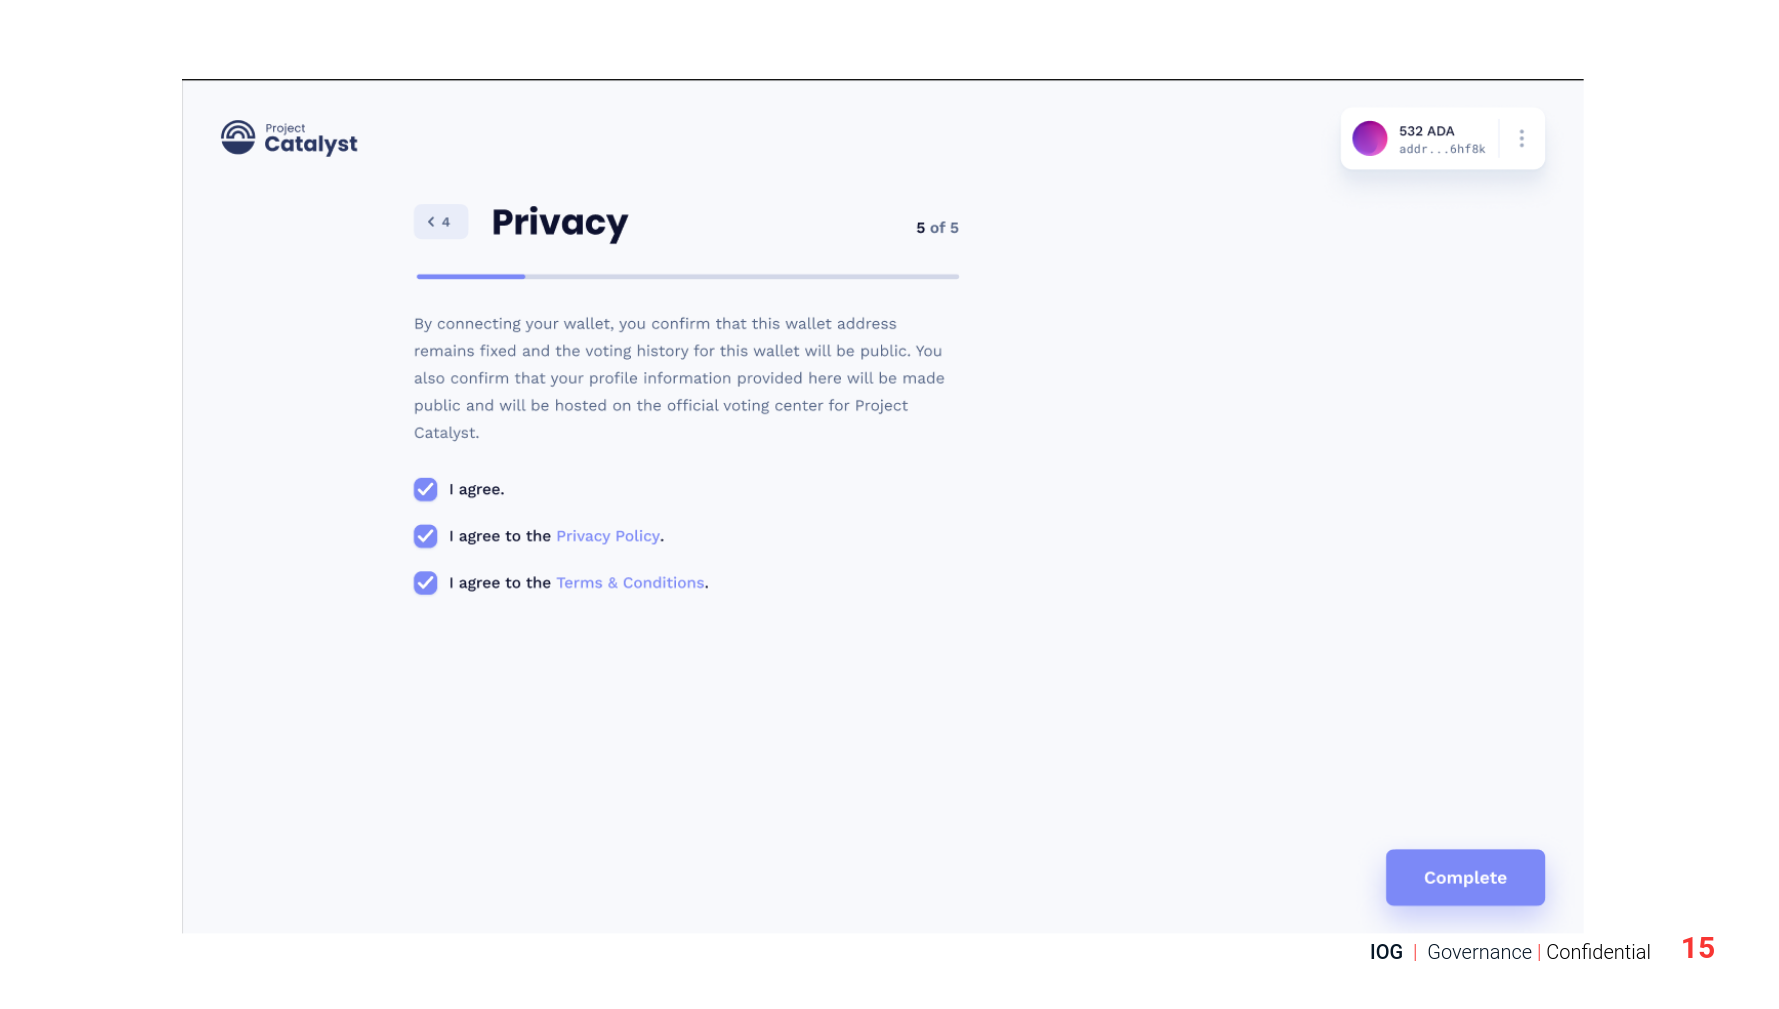 Project
Catalyst
532 ADA
addr...6hf8k
4
Privacy
5 of 5
By connecting your wallet, you confirm that this wallet address
remains fixed and the voting history for this wallet will be public. You
also confirm that your profile information provided here will be made
public and will be hosted on the official voting center for Project
Catalyst.
I agree.
I agree to the Privacy Policy.
I agree to the Terms & Conditions.
Complete
IOG | Governance | Confidential 15